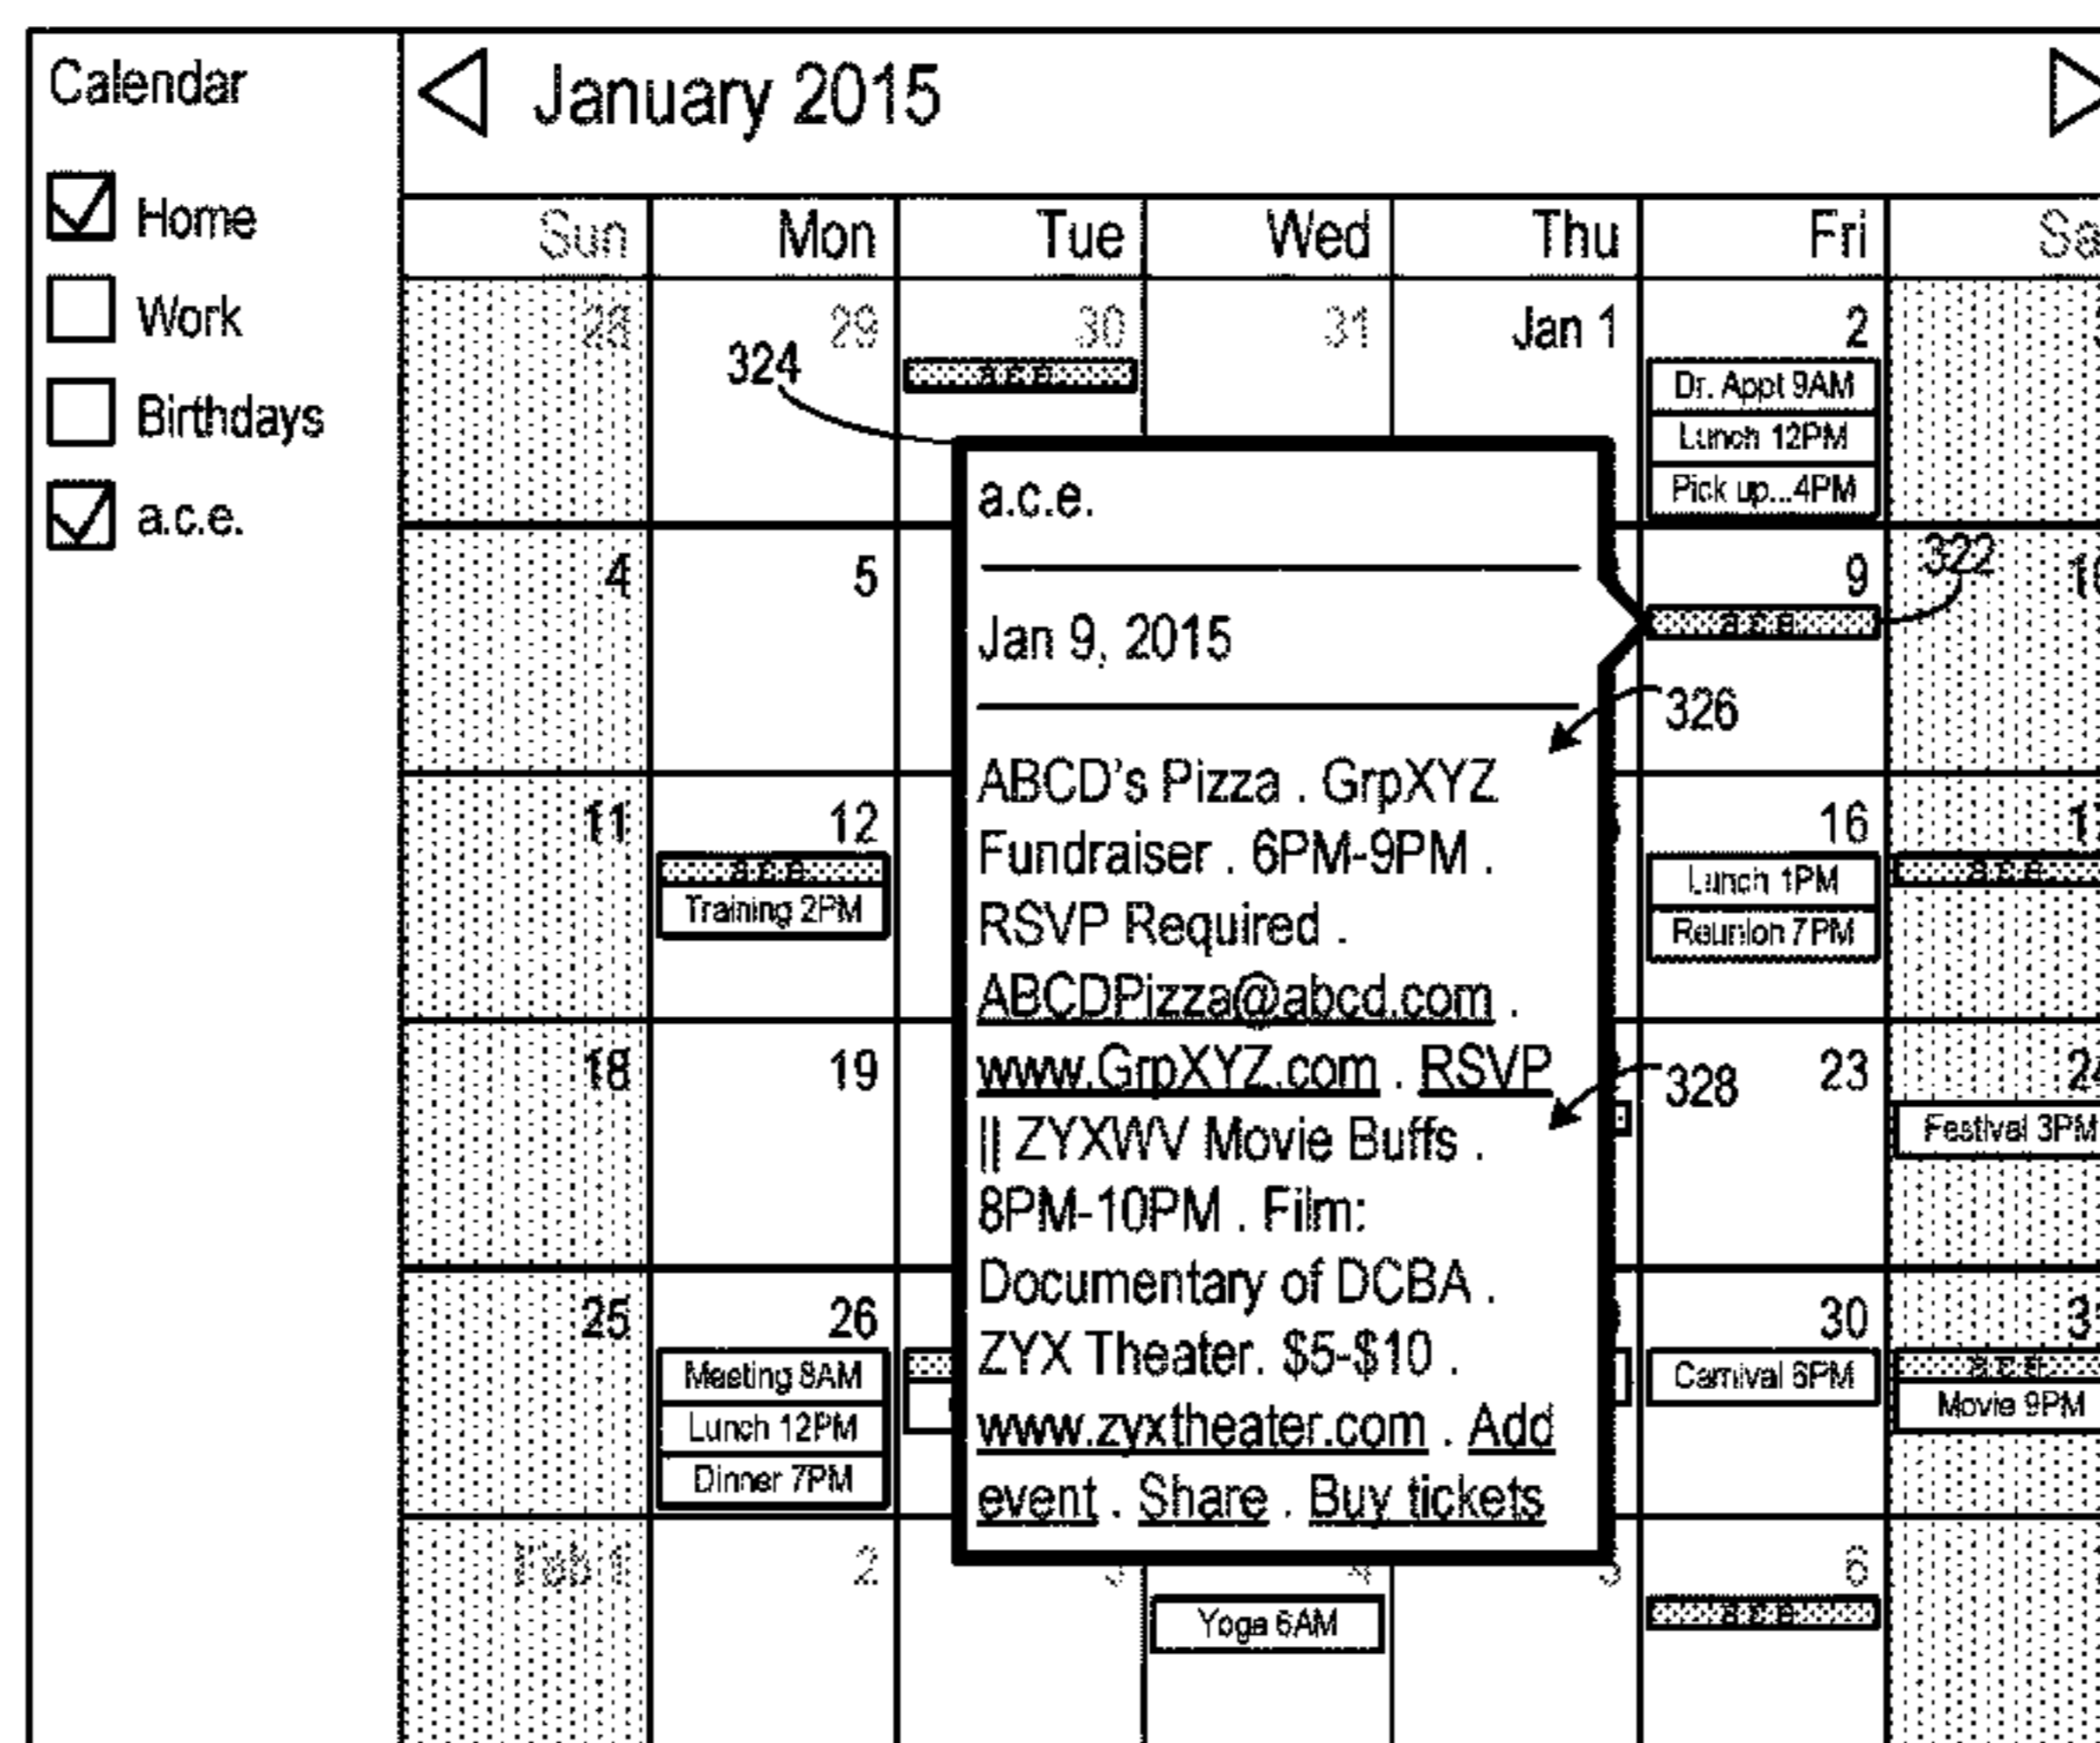 Calendar
January 2015
Home
Work
Birthdays
a.c.e.
Sun Mon Tue Wed Thu Fri
28 29 30 31 Jan 1 2
a.c.e.
Dr. Appt 9AM
Lunch 12PM
Pick up...4PM
324
4 5 9
a.c.e.
322
326
11 12 16
a.c.e. a.c.e.
Training 2PM
Lunch 1PM
Reunion 7PM
18 19 23
328
Festival 3PM
25 26 30
Meeting 8AM
Lunch 12PM
Dinner 7PM
Carnival 6PM
a.c.e.
Movie 9PM
Feb 1 2 6
Yoga 6AM
a.c.e.
a.c.e.
Jan 9, 2015
ABCD's Pizza . GrpXYZ
Fundraiser . 6PM-9PM .
RSVP Required .
ABCDPizza@abcd.com .
www.GrpXYZ.com . RSVP
|| ZYXWV Movie Buffs .
8PM-10PM . Film:
Documentary of DCBA .
ZYX Theater. $5-$10 .
www.zyxtheater.com . Add
event . Share . Buy tickets